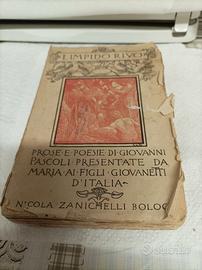 LIMPIDO RIVO
PROSE E POESIE DI GIOVANNI
PASCOLI PRESENTATE DA
MARIA AI FIGLI GIOVANETTI
D'ITALIA
NICOLA ZANICHELLI BOLOG